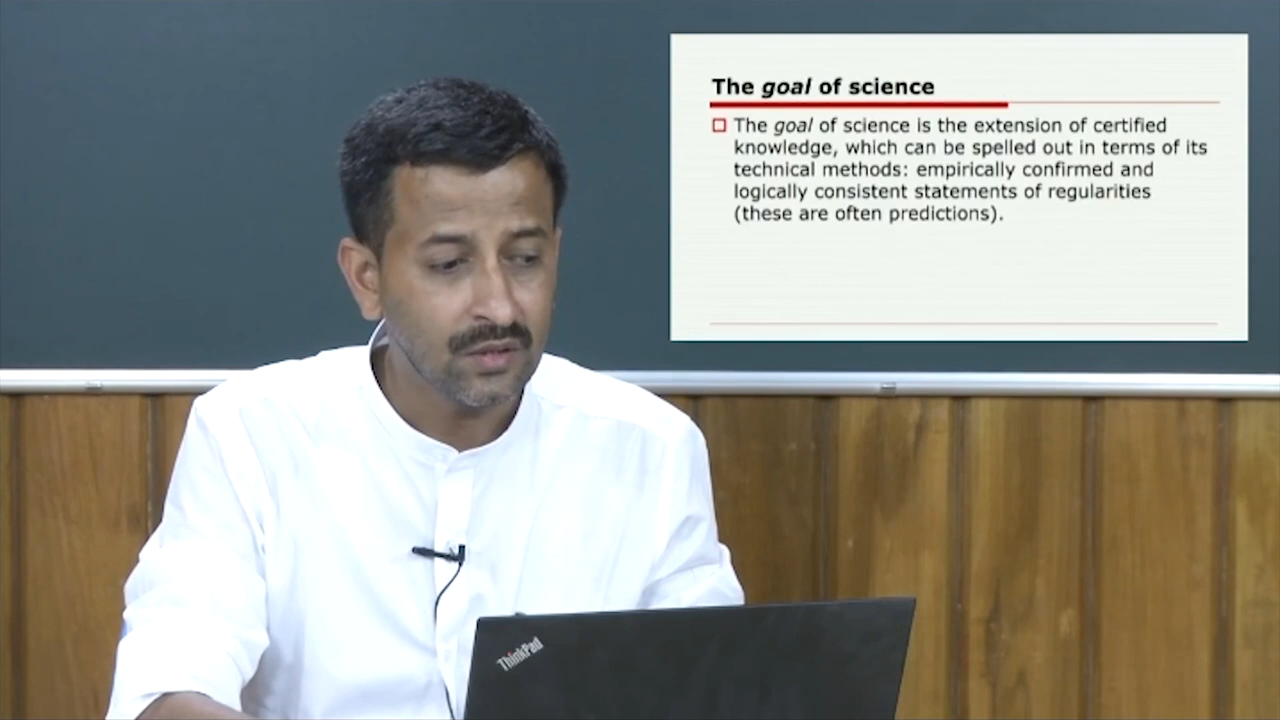 The goal of science
The goal of science is the extension of certified
knowledge, which can be spelled out in terms of its
technical methods: empirically confirmed and
logically consistent statements of regularities
(these are often predictions).
ThinkPad